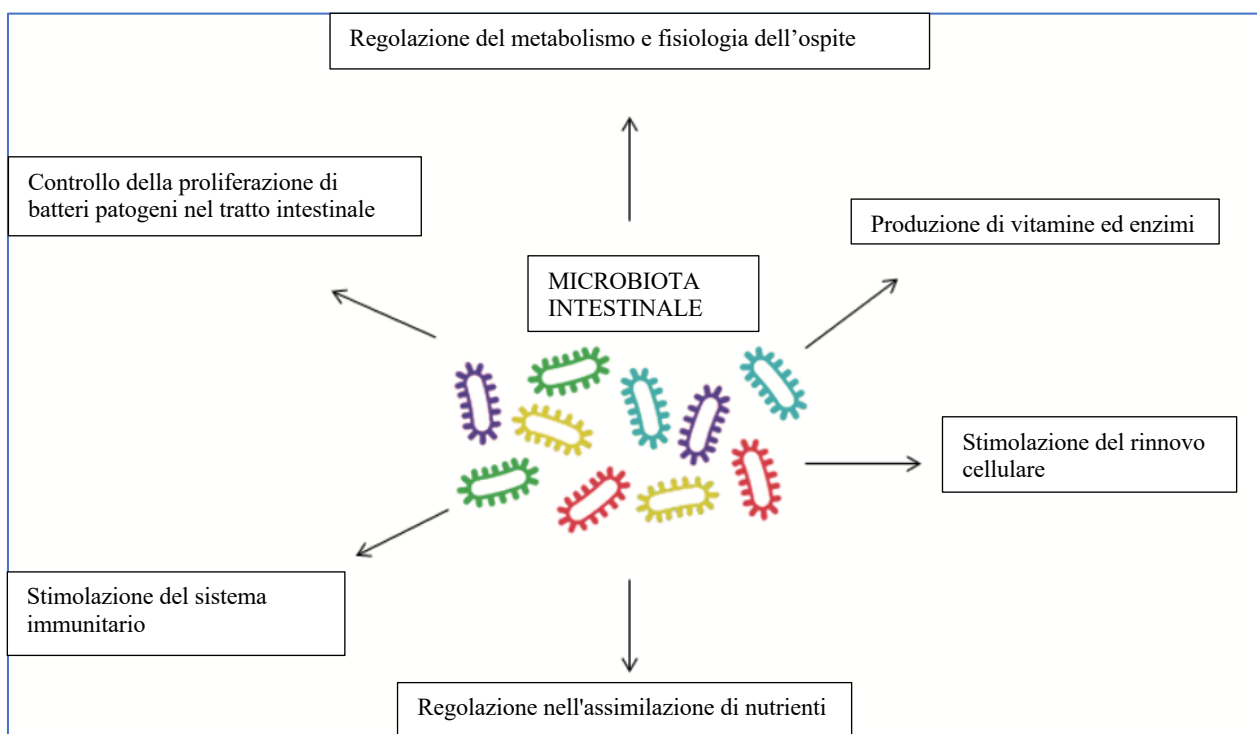 Regolazione del metabolismo e fisiologia dell’ospite
Controllo della proliferazione di
batteri patogeni nel tratto intestinale
Produzione di vitamine ed enzimi
MICROBIOTA
INTESTINALE
Stimolazione del rinnovo
cellulare
Stimolazione del sistema
immunitario
Regolazione nell'assimilazione di nutrienti